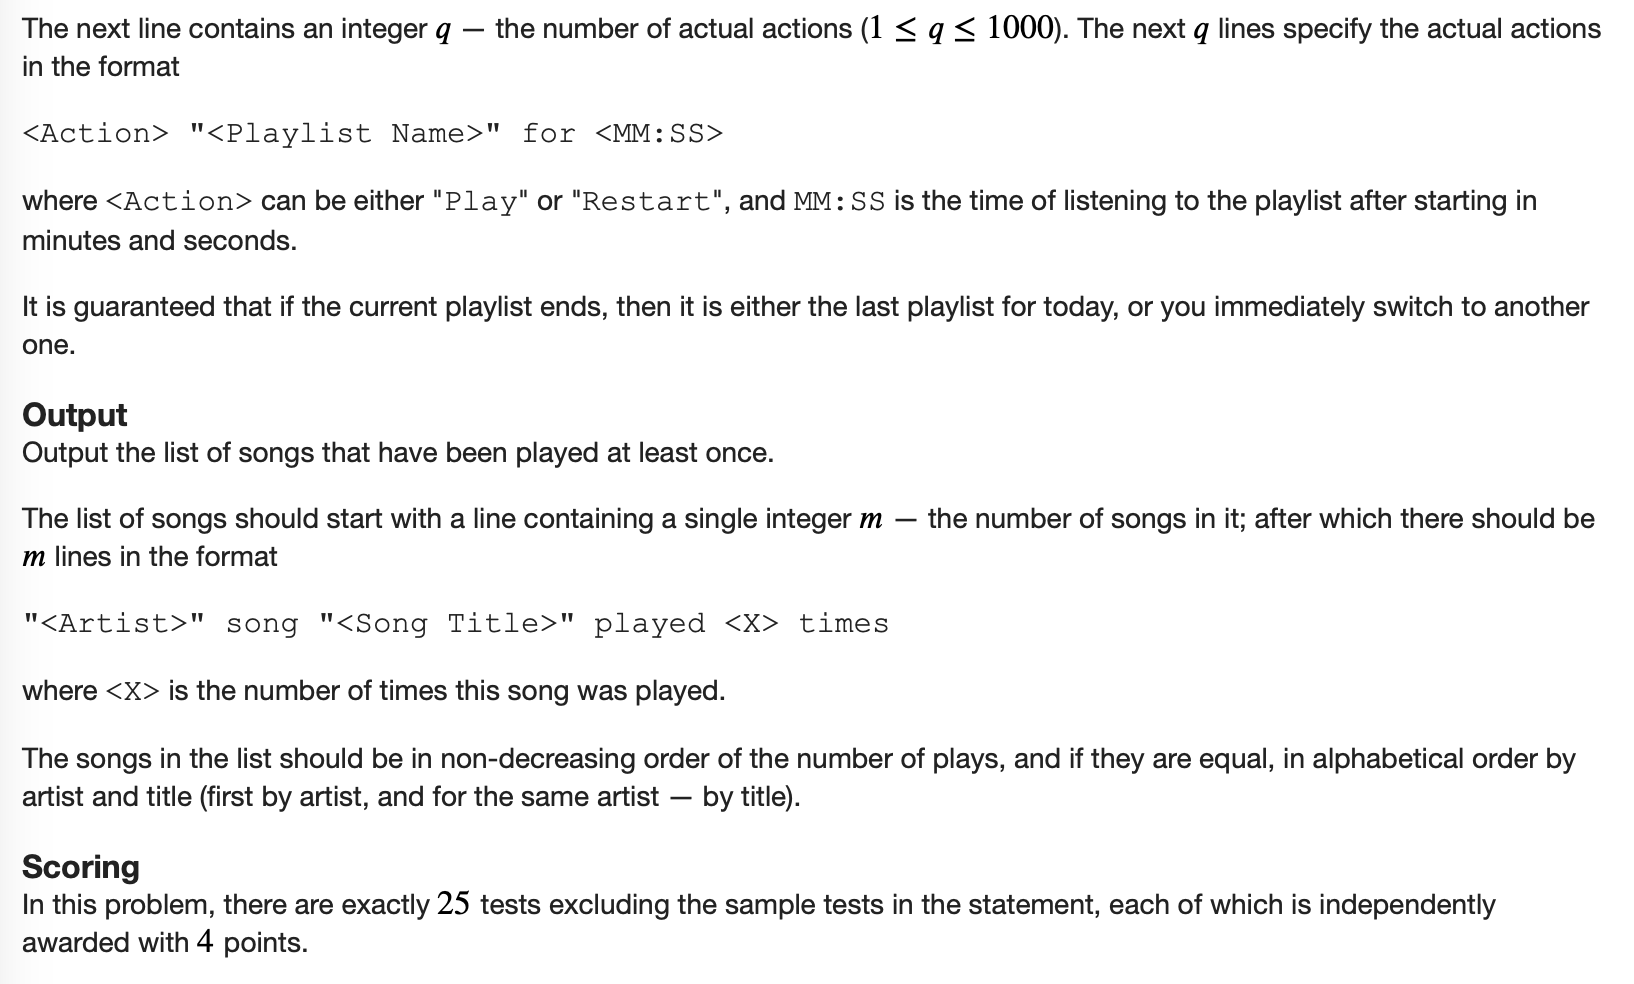 The next line contains an integer q — the number of actual actions (1 ≤ q ≤ 1000). The next q lines specify the actual actions
in the format
<Action> "<Playlist Name>" for <MM:SS>
where <Action> can be either "Play" or "Restart", and MM:SS is the time of listening to the playlist after starting in
minutes and seconds.
It is guaranteed that if the current playlist ends, then it is either the last playlist for today, or you immediately switch to another
one.
Output
Output the list of songs that have been played at least once.
The list of songs should start with a line containing a single integer m — the number of songs in it; after which there should be
m lines in the format
"<Artist>" song "<Song Title>" played <X> times
where <X> is the number of times this song was played.
The songs in the list should be in non-decreasing order of the number of plays, and if they are equal, in alphabetical order by
artist and title (first by artist, and for the same artist — by title).
Scoring
In this problem, there are exactly 25 tests excluding the sample tests in the statement, each of which is independently
awarded with 4 points.